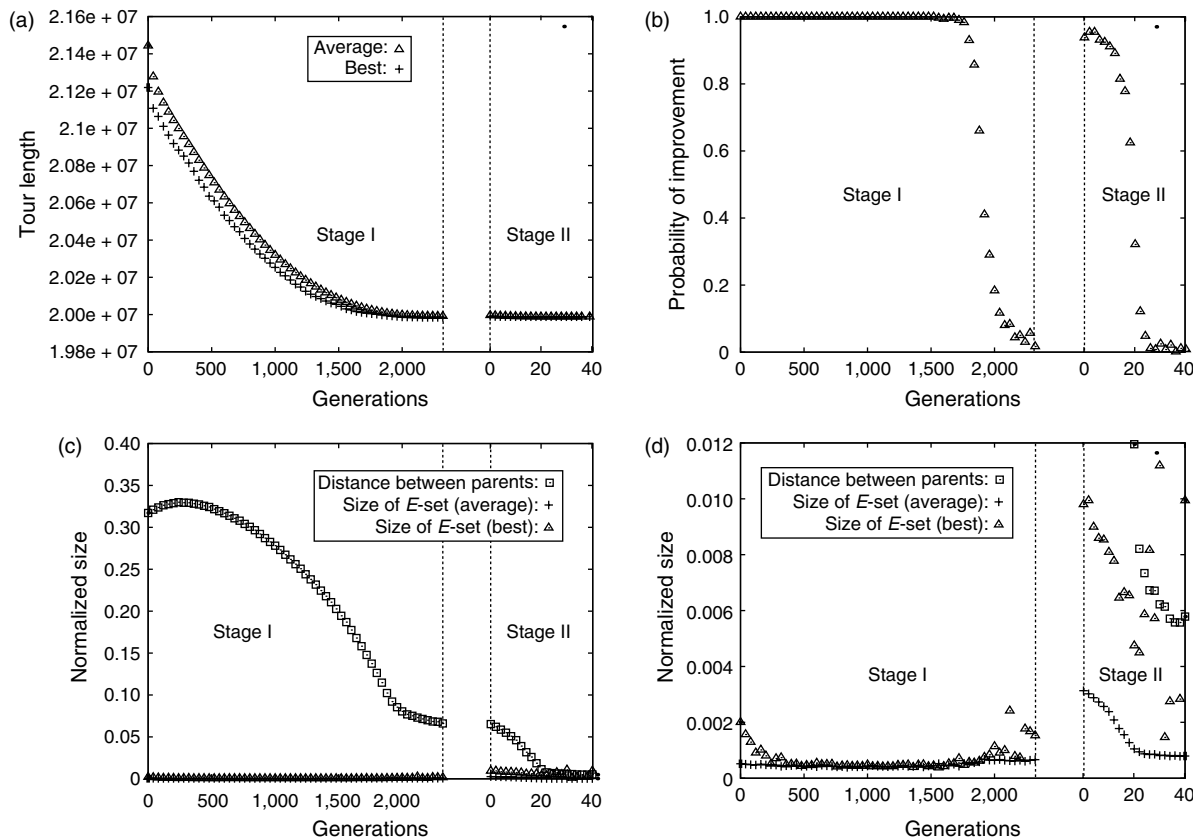 (a)
2.16e + 07
2.14e + 07
2.12e + 07
2.1e + 07
2.08e + 07
2.06e + 07
2.04e + 07
2.02e + 07
2.00e + 07
1.98e + 07
Tour length
Average:
Best:
Stage I
Stage II
0 500 1,000 1,500 2,000 0 20 40
Generations
(b)
1.0
0.8
0.6
0.4
0.2
0
Probability of improvement
Stage I
Stage II
0 500 1,000 1,500 2,000 0 20 40
Generations
(c)
0.40
0.35
0.30
0.25
0.20
0.15
0.10
0.05
0
Normalized size
Distance between parents:
Size of E-set (average):
Size of E-set (best):
Stage I
Stage II
0 500 1,000 1,500 2,000 0 20 40
Generations
(d)
0.012
0.010
0.008
0.006
0.004
0.002
0
Normalized size
Distance between parents:
Size of E-set (average):
Size of E-set (best):
Stage I
Stage II
0 500 1,000 1,500 2,000 0 20 40
Generations